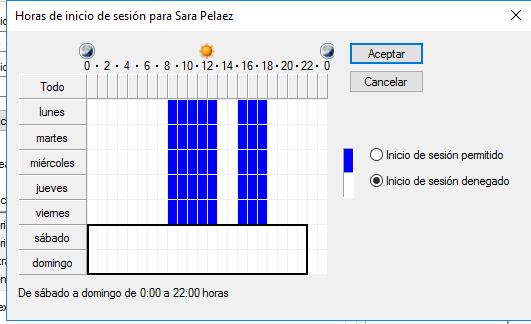 Horas de inicio de sesión para Sara Pelaez
0 · 2 · 4 · 6 · 8 · 10 · 12 · 14 · 16 · 18 · 20 · 22 · 0
Aceptar
Cancelar
Todo
lunes
martes
miércoles
jueves
viernes
sábado
domingo
Inicio de sesión permitido
Inicio de sesión denegado
De sábado a domingo de 0:00 a 22:00 horas